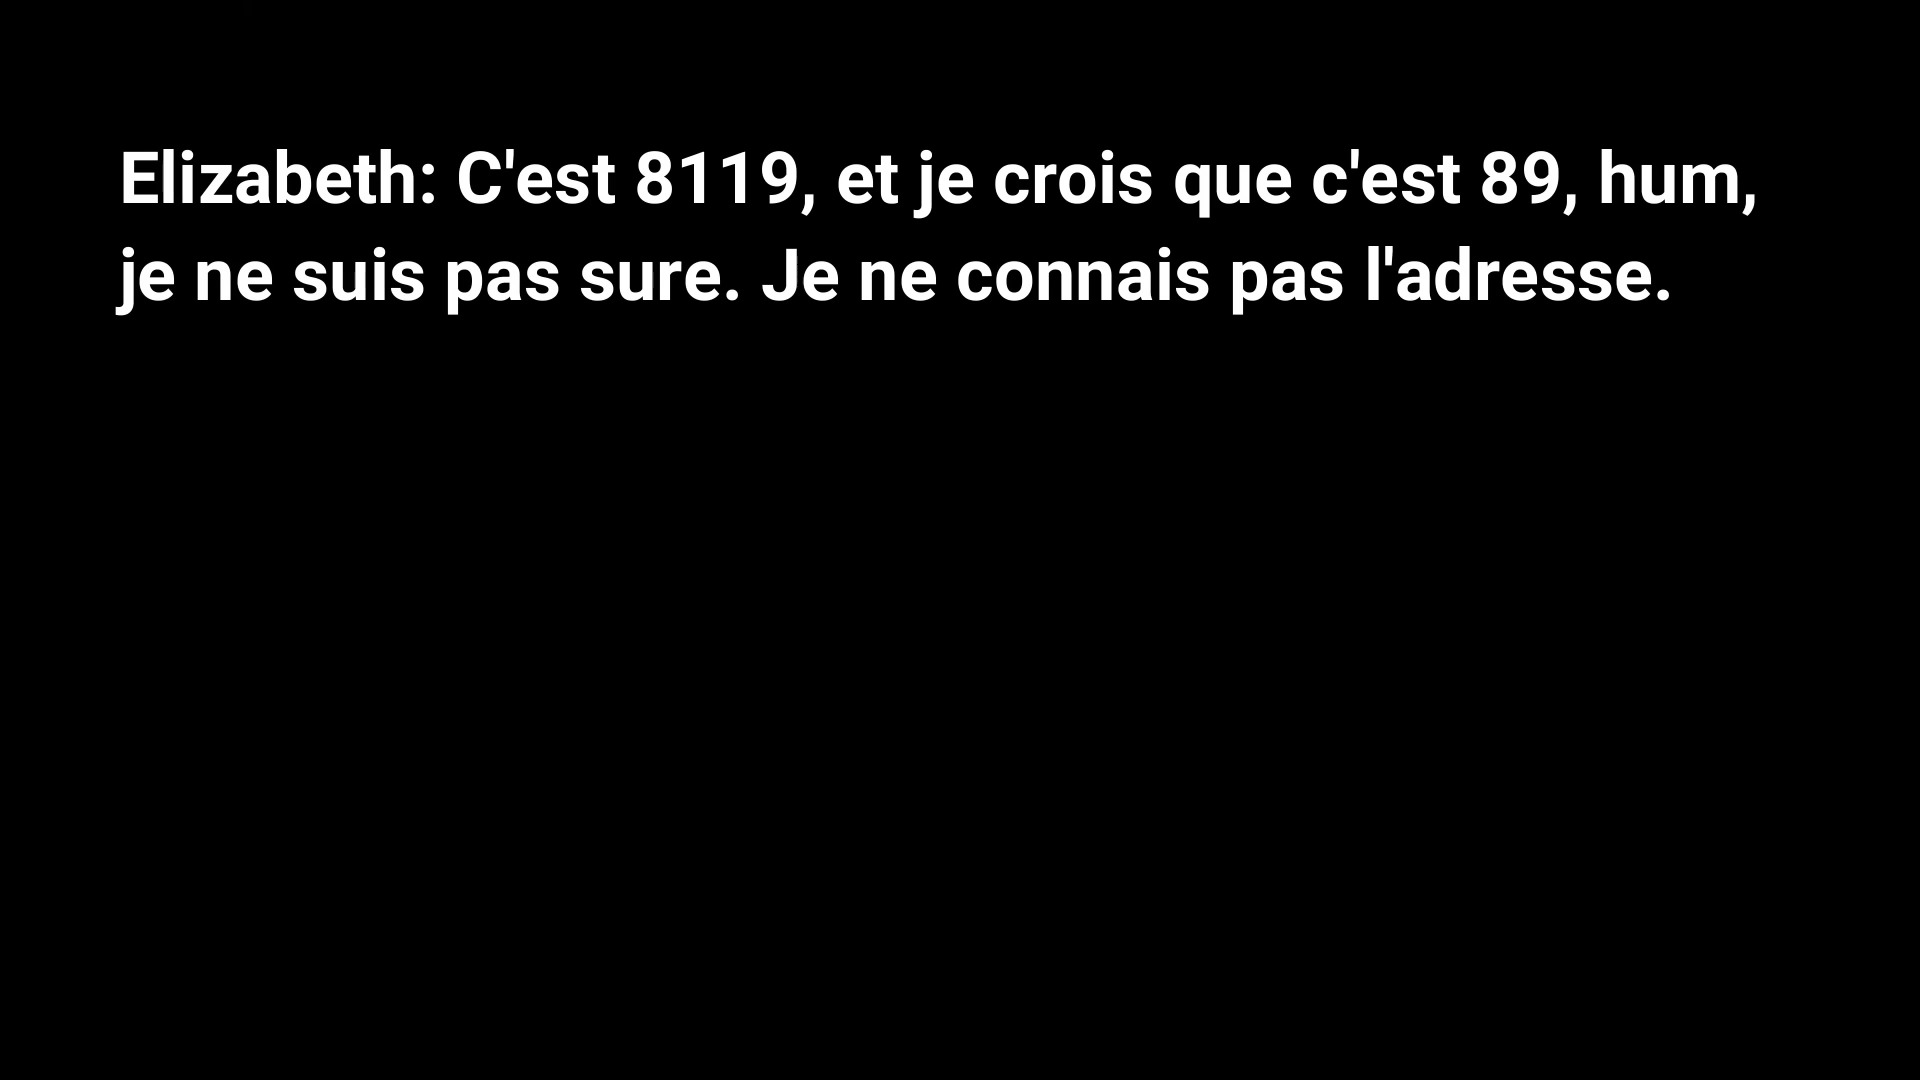 Elizabeth: C'est 8119, et je crois que c'est 89, hum,
je ne suis pas sure. Je ne connais pas l'adresse.